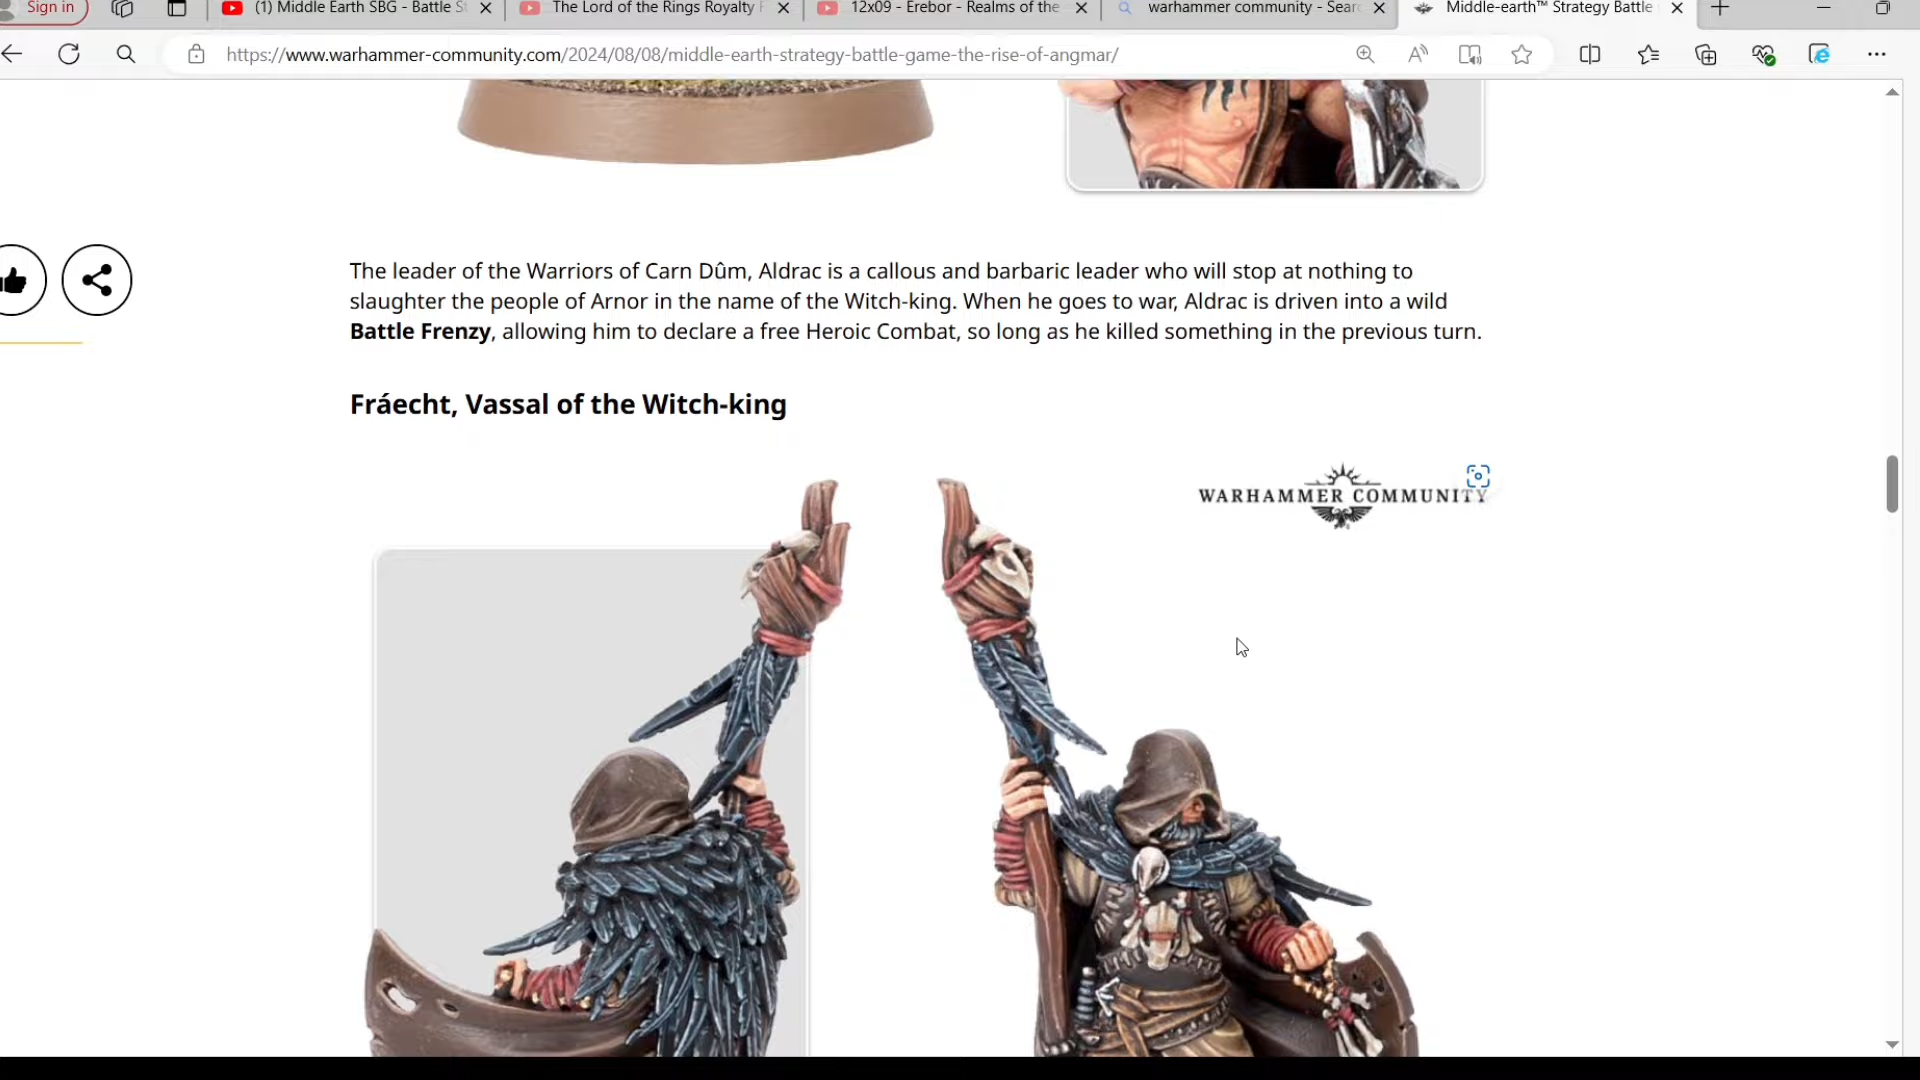 Sign in
(1) Middle Earth SBG - Battle St
The Lord of the Rings Royalty F
12x09 - Erebor - Realms of the
warhammer community - Sear
Middle-earth™ Strategy Battle
https://www.warhammer-community.com/2024/08/08/middle-earth-strategy-battle-game-the-rise-of-angmar/
The leader of the Warriors of Carn Dûm, Aldrac is a callous and barbaric leader who will stop at nothing to
slaughter the people of Arnor in the name of the Witch-king. When he goes to war, Aldrac is driven into a wild
Battle Frenzy, allowing him to declare a free Heroic Combat, so long as he killed something in the previous turn.
Fráecht, Vassal of the Witch-king
WARHAMMER COMMUNITY